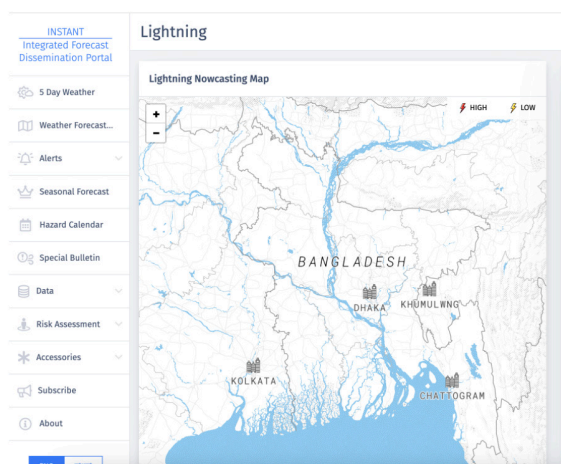 INSTANT
Integrated Forecast
Dissemination Portal
5 Day Weather
Weather Forecast...
Alerts
Seasonal Forecast
Hazard Calendar
Special Bulletin
Data
Risk Assessment
Accessories
Subscribe
About
Lightning
Lightning Nowcasting Map
+
−
HIGH
LOW
BANGLADESH
DHAKA
KHUMULWNG
KOLKATA
CHATTOGRAM